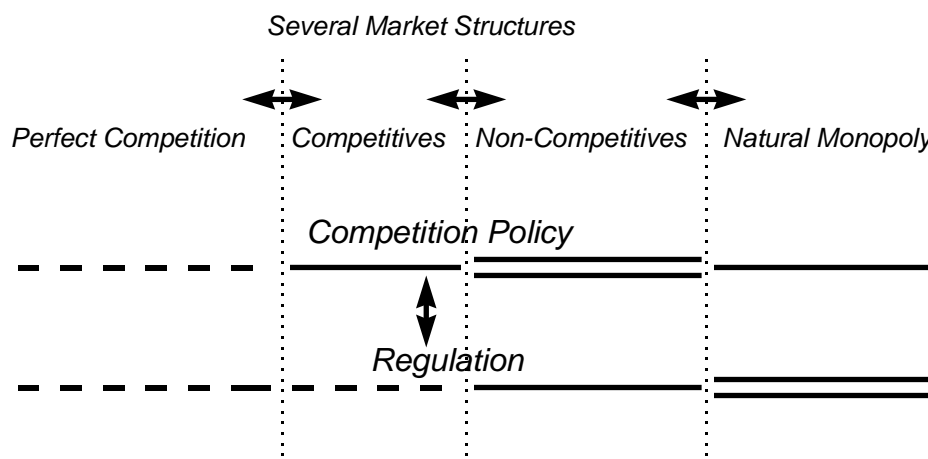 Several Market Structures
Perfect Competition
Competitives
Non-Competitives
Natural Monopoly
Competition Policy
Regulation